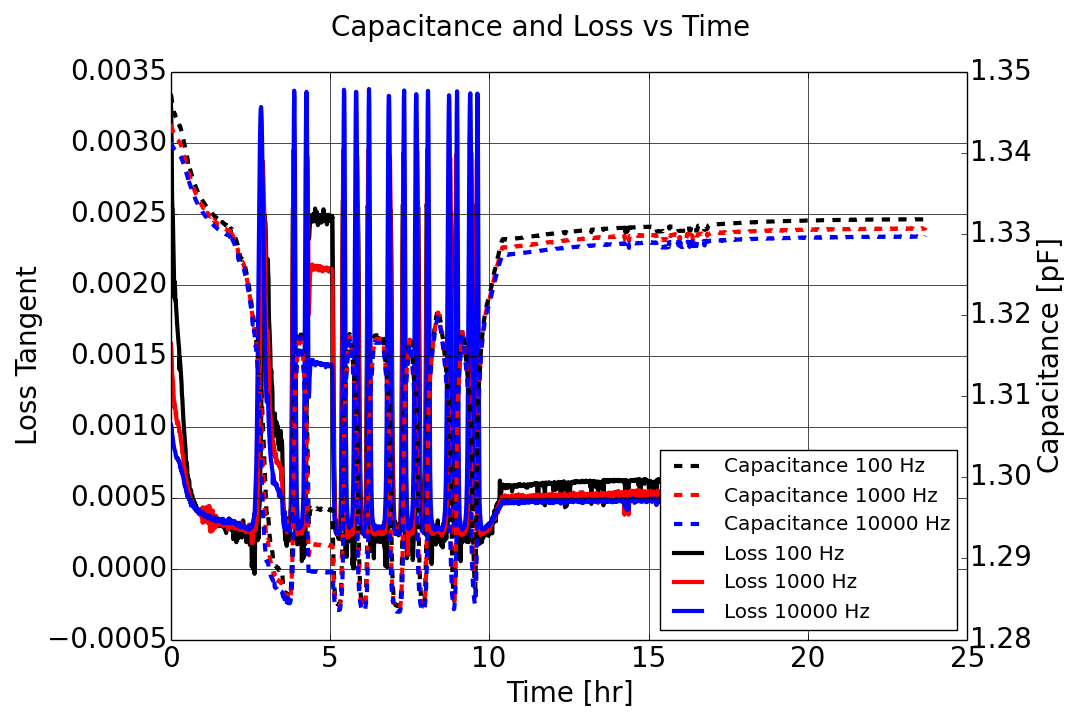 Capacitance and Loss vs Time
0.0035
0.0030
0.0025
0.0020
0.0015
0.0010
0.0005
0.0000
−0.0005
Loss Tangent
1.35
1.34
1.33
1.32
1.31
1.30
1.29
1.28
Capacitance [pF]
Capacitance 100 Hz
Capacitance 1000 Hz
Capacitance 10000 Hz
Loss 100 Hz
Loss 1000 Hz
Loss 10000 Hz
0 5 10 15 20 25
Time [hr]